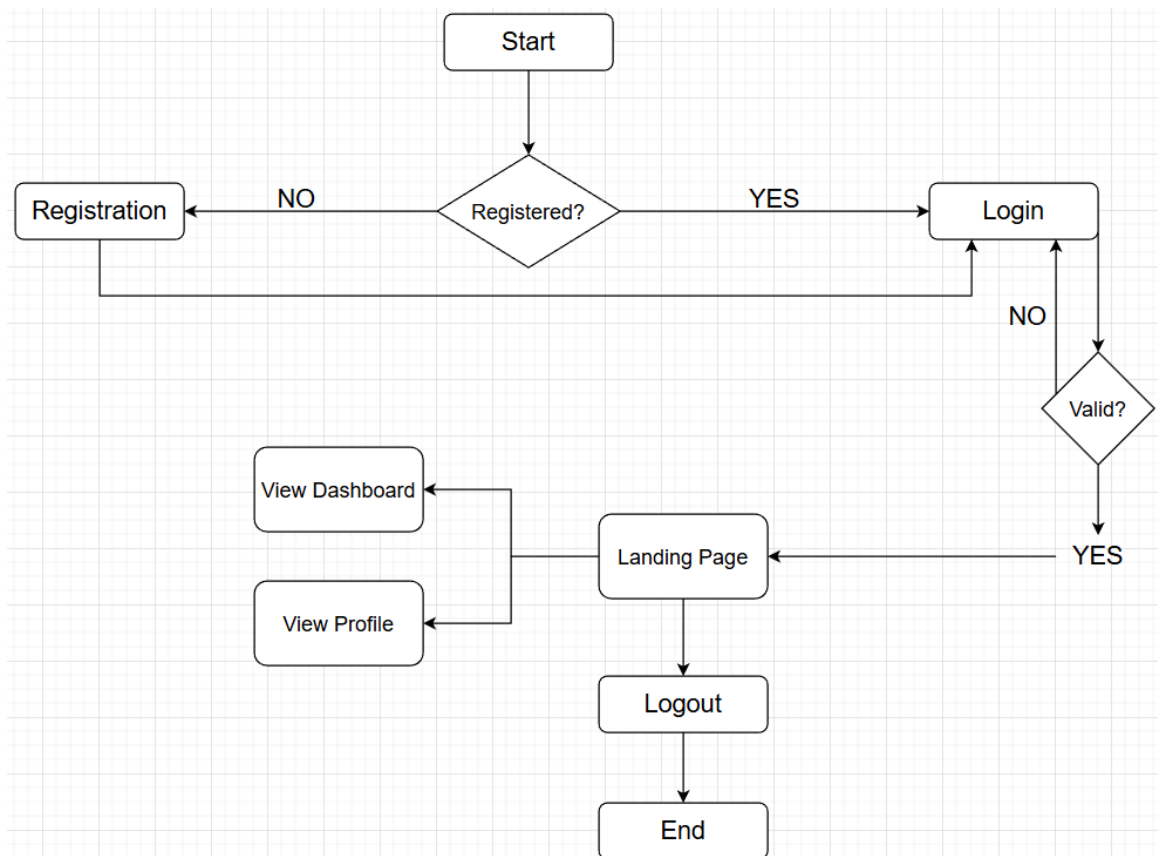 Start
Registration
NO
Registered?
YES
Login
NO
Valid?
View Dashboard
Landing Page
YES
View Profile
Logout
End